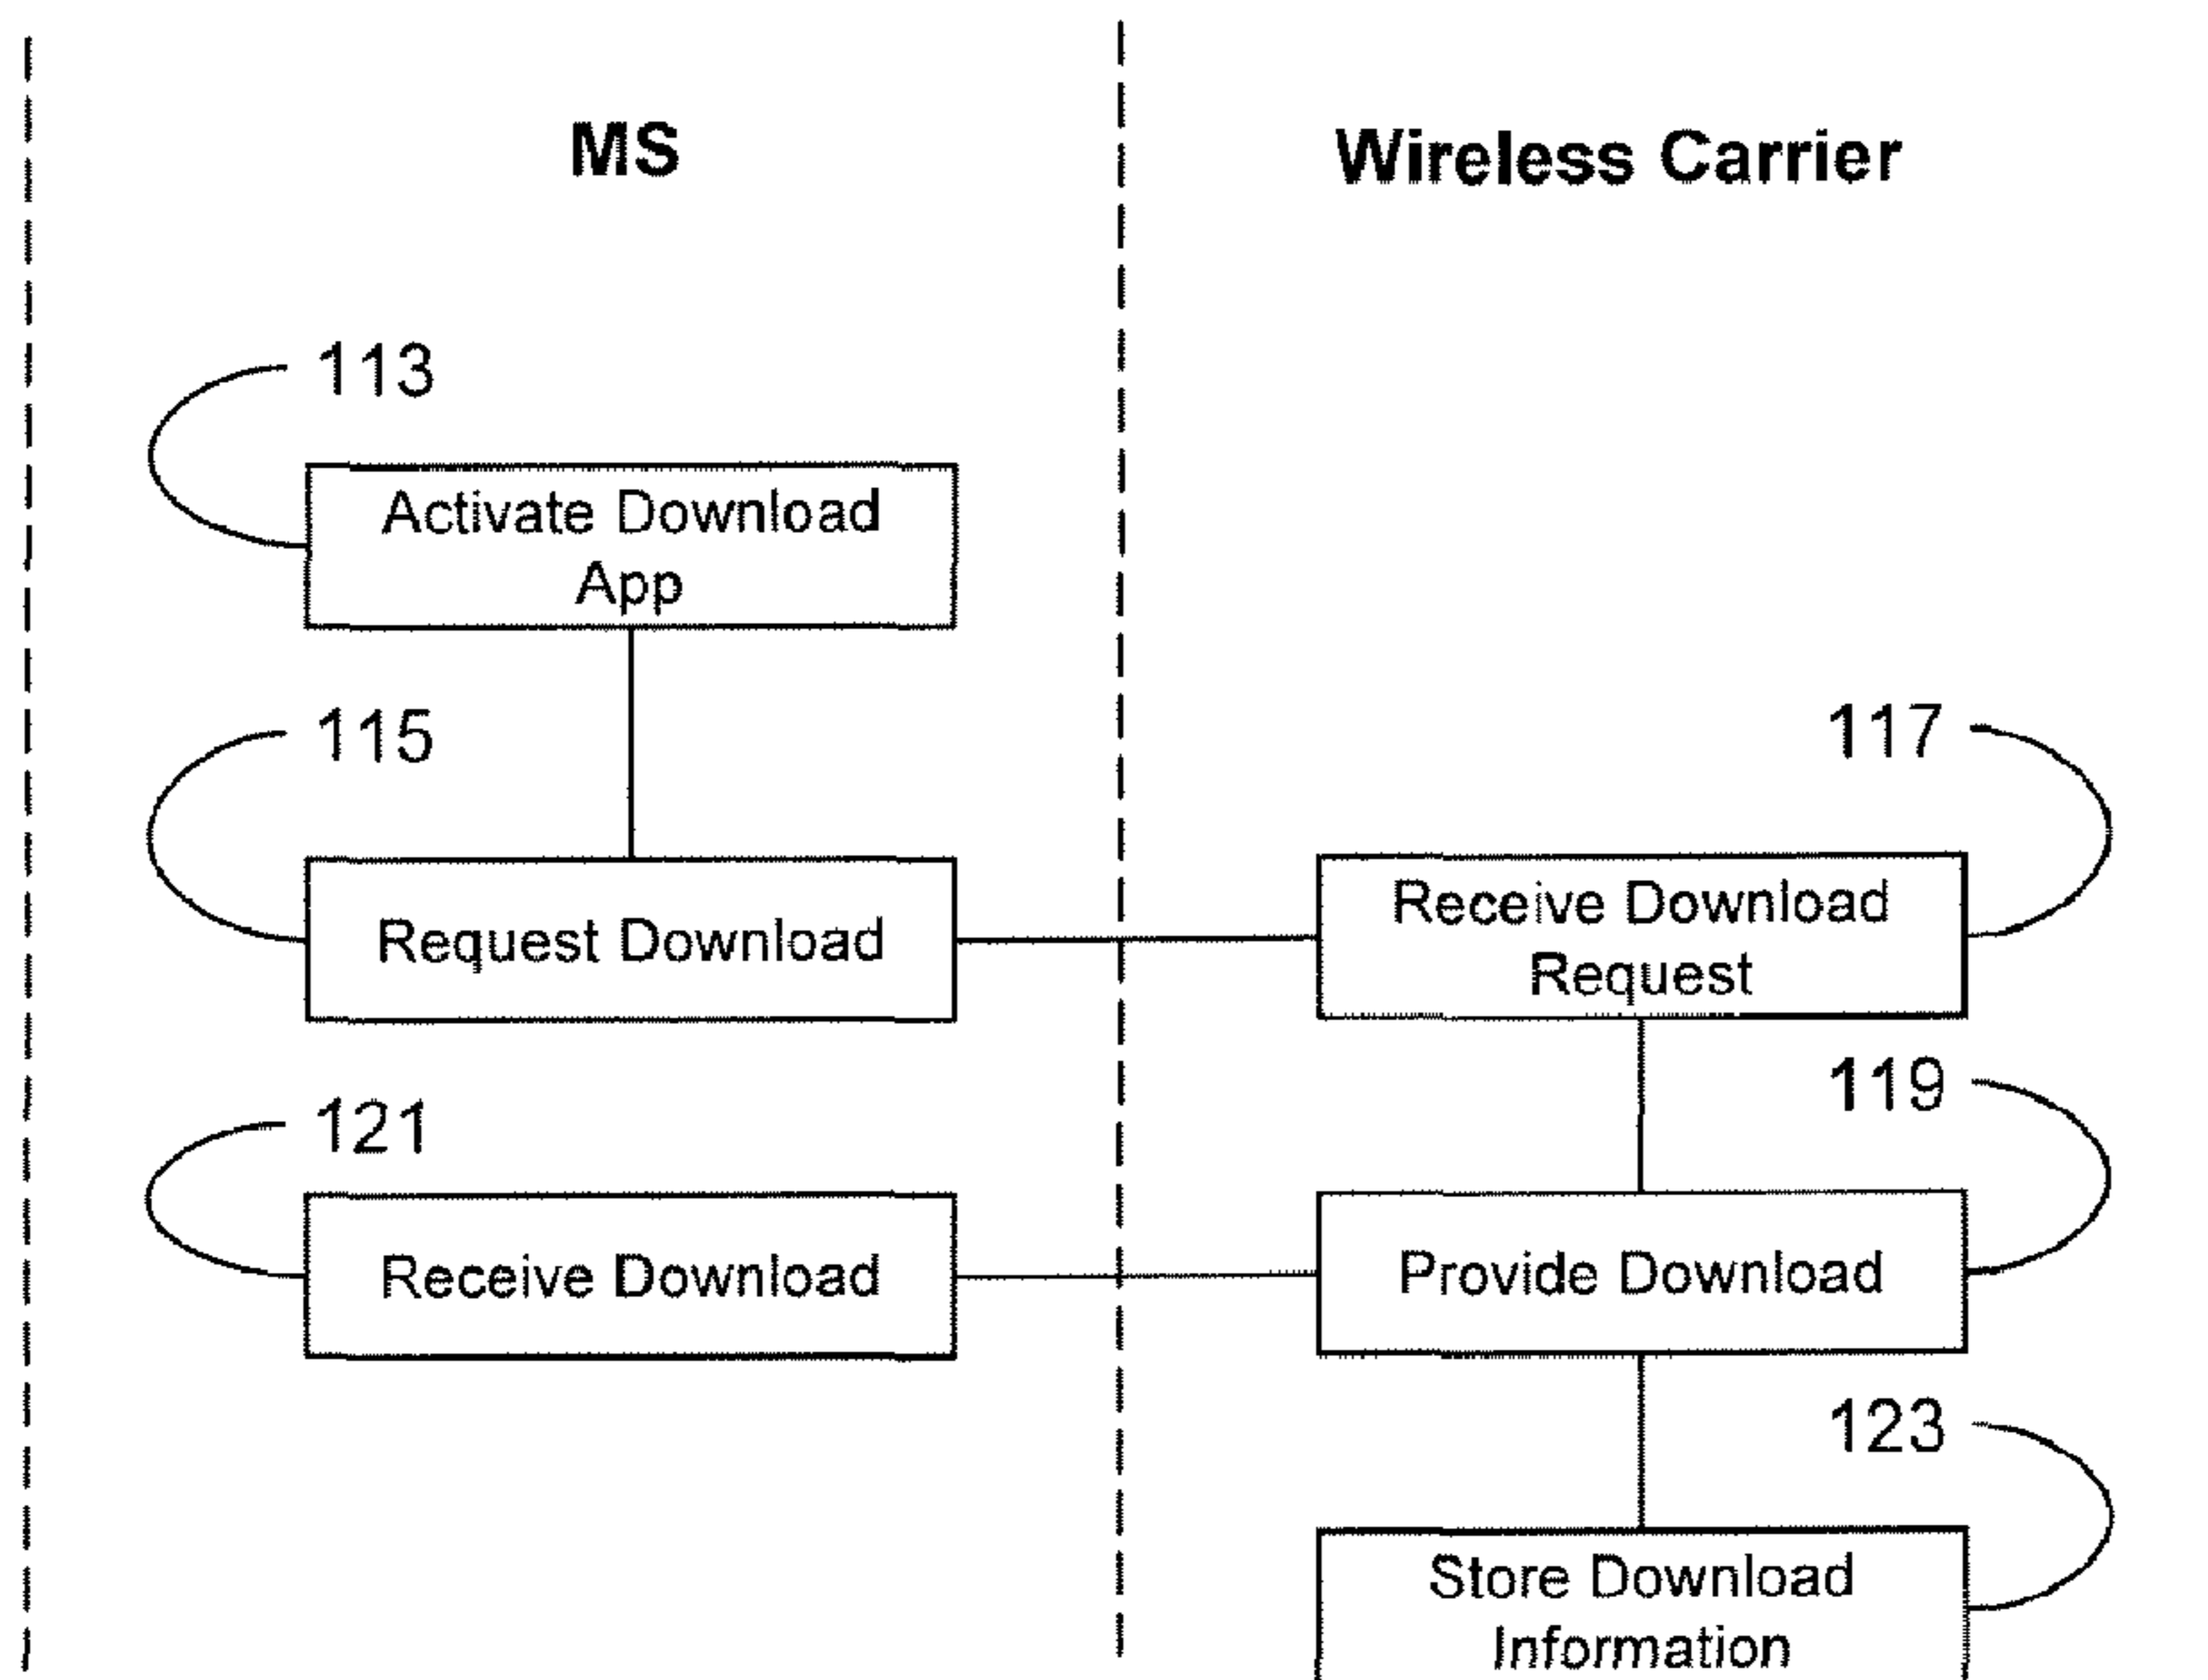 MS
Wireless Carrier
113
Activate Download
App
115
117
Request Download
Receive Download
Request
121
119
Receive Download
Provide Download
123
Store Download
Information